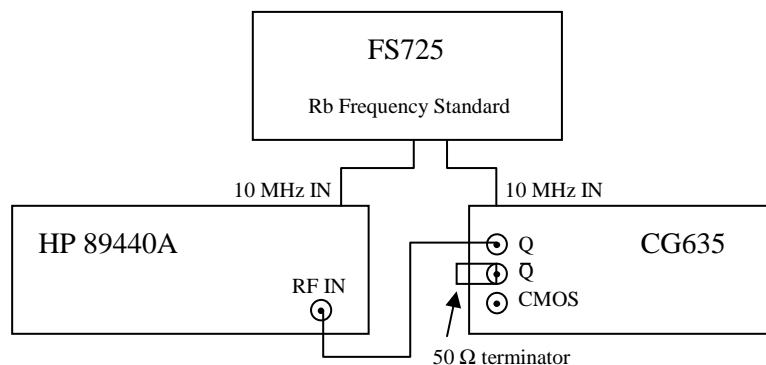 FS725
Rb Frequency Standard
10 MHz IN
10 MHz IN
HP 89440A
RF IN
Q
CG635
Q̅
CMOS
50 Ω terminator